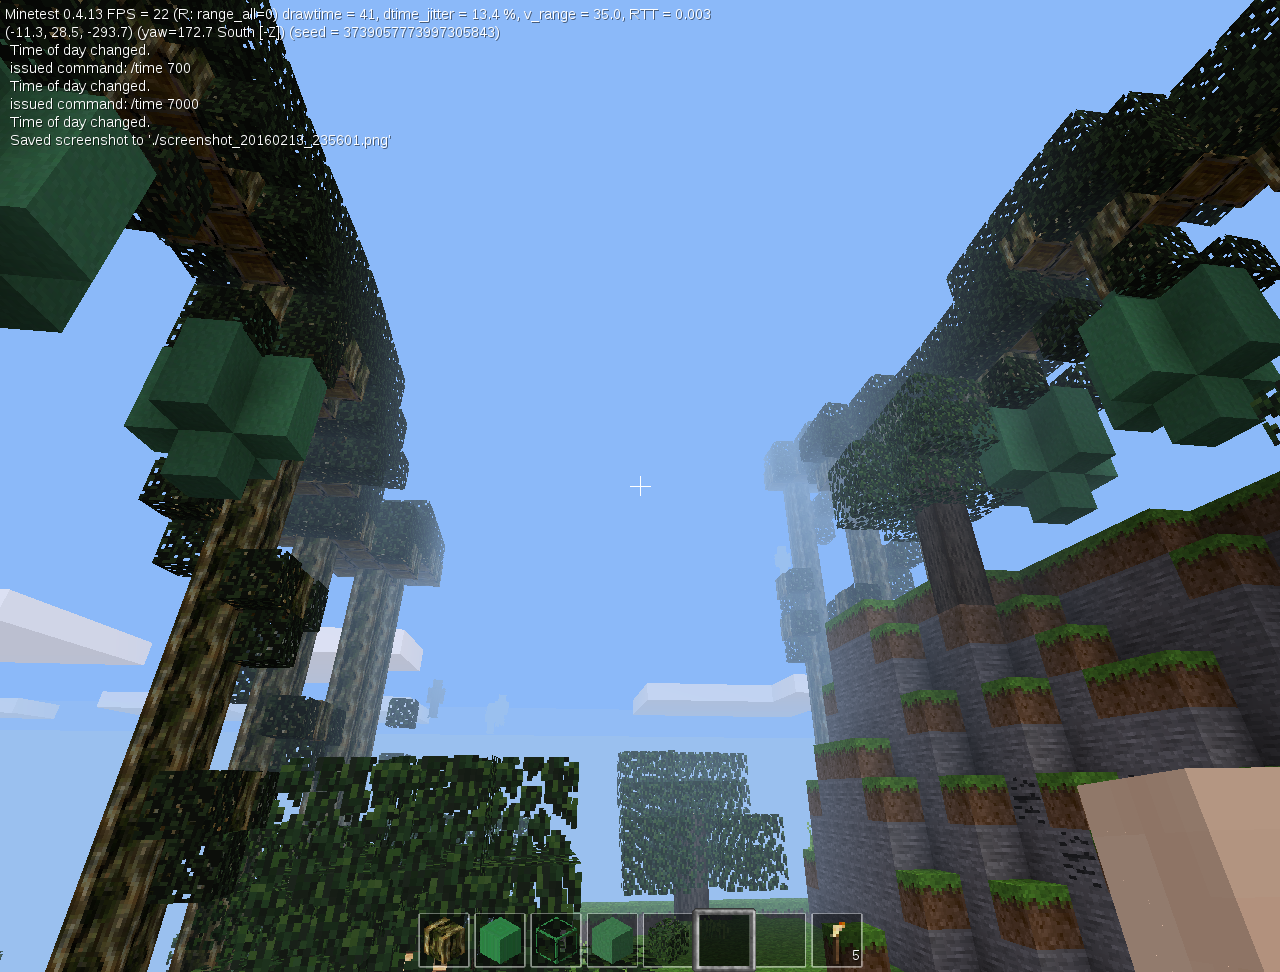 Minetest 0.4.13 FPS = 22 (R: range_all=0) drawtime = 41, dtime_jitter = 13.4 %, v_range = 35.0, RTT = 0.003
(-11.3, 28.5, -293.7) (yaw=172.7 South [-Z]) (seed = 3739057773997305843)
Time of day changed.
issued command: /time 700
Time of day changed.
issued command: /time 7000
Time of day changed.
Saved screenshot to './screenshot_20160213_235601.png'
5